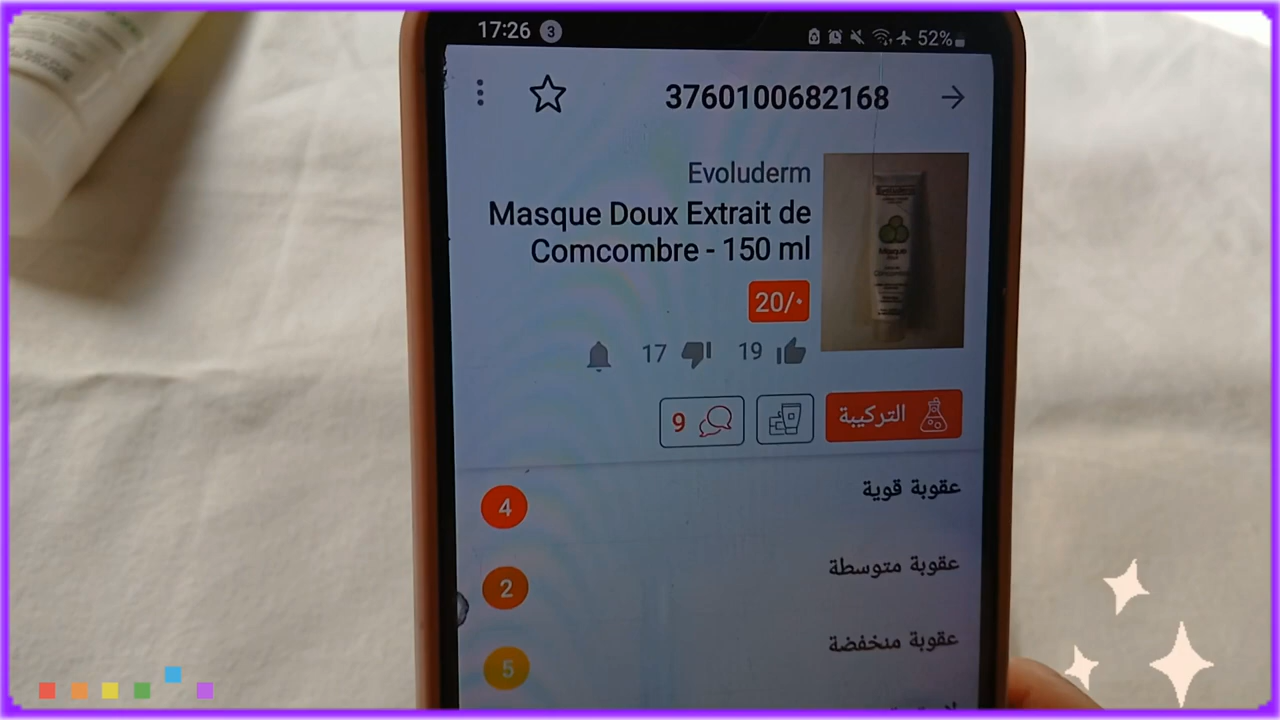 17:26 3 52%
3760100682168
Evoluderm
Masque Doux Extrait de
Comcombre - 150 ml
20/٠
17 19
9 التركيبة
عقوبة قوية 4
عقوبة متوسطة 2
عقوبة منخفضة 5
Masque